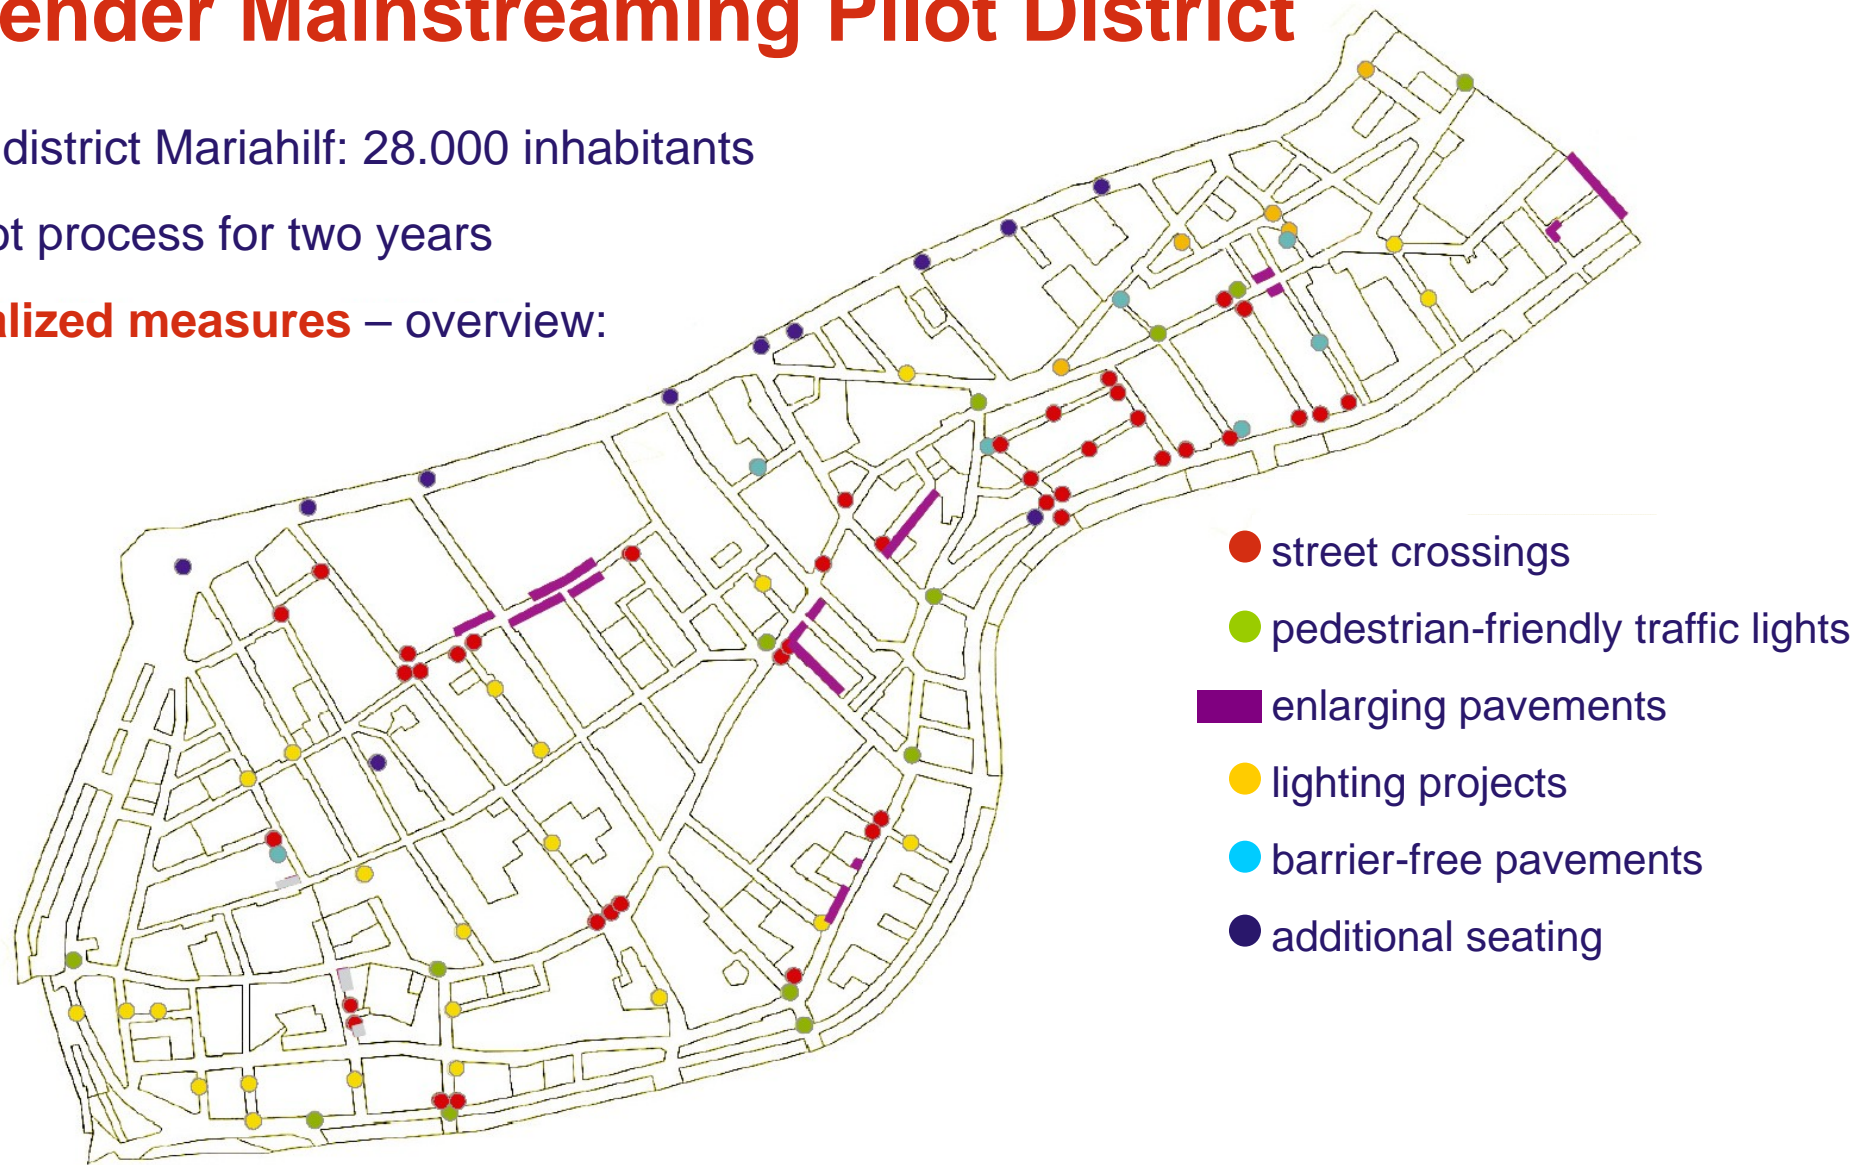 ender Mainstreaming Pilot District
district Mariahilf: 28.000 inhabitants
ot process for two years
alized measures – overview:
street crossings
pedestrian-friendly traffic lights
enlarging pavements
lighting projects
barrier-free pavements
additional seating